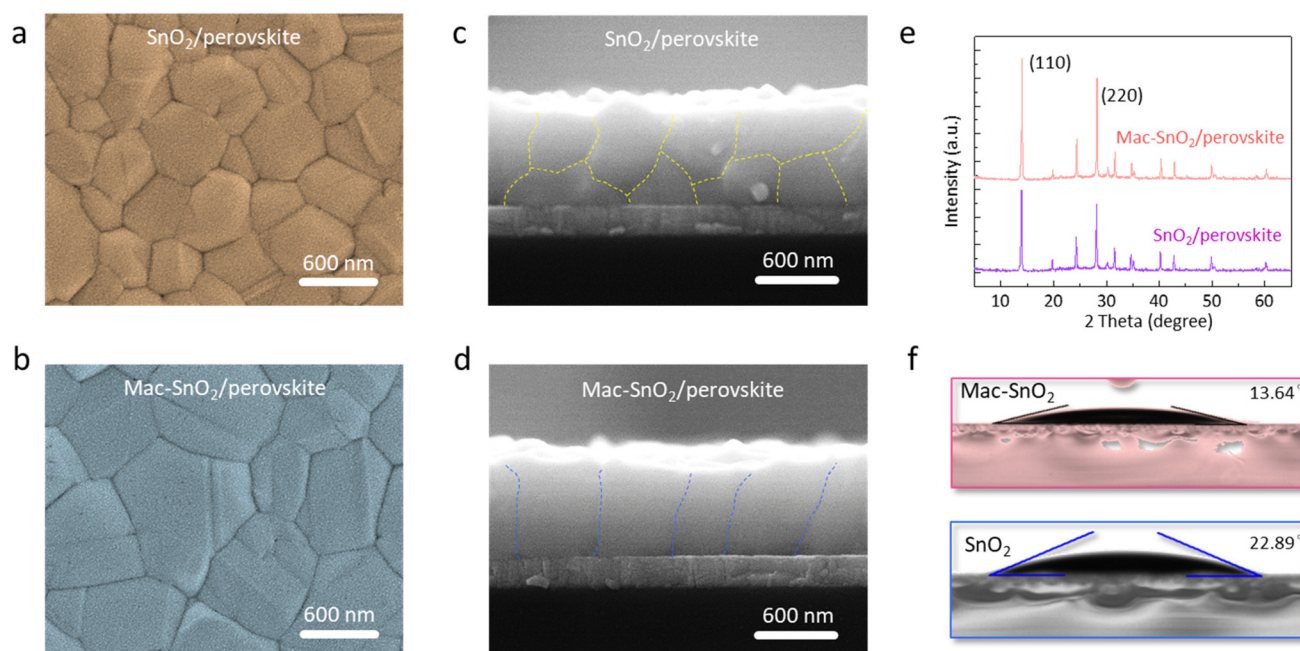 a
SnO₂/perovskite
600 nm
b
Mac-SnO₂/perovskite
600 nm
c
SnO₂/perovskite
600 nm
d
Mac-SnO₂/perovskite
600 nm
e
Intensity (a.u.)
(110)
(220)
Mac-SnO₂/perovskite
SnO₂/perovskite
10 20 30 40 50 60
2 Theta (degree)
f
Mac-SnO₂
13.64°
SnO₂
22.89°